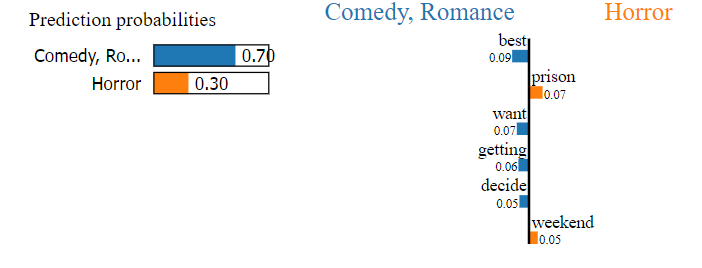 Prediction probabilities
Comedy, Ro... 0.70
Horror 0.30
Comedy, Romance Horror
best
0.09
prison
0.07
want
0.07
getting
0.06
decide
0.05
weekend
0.05